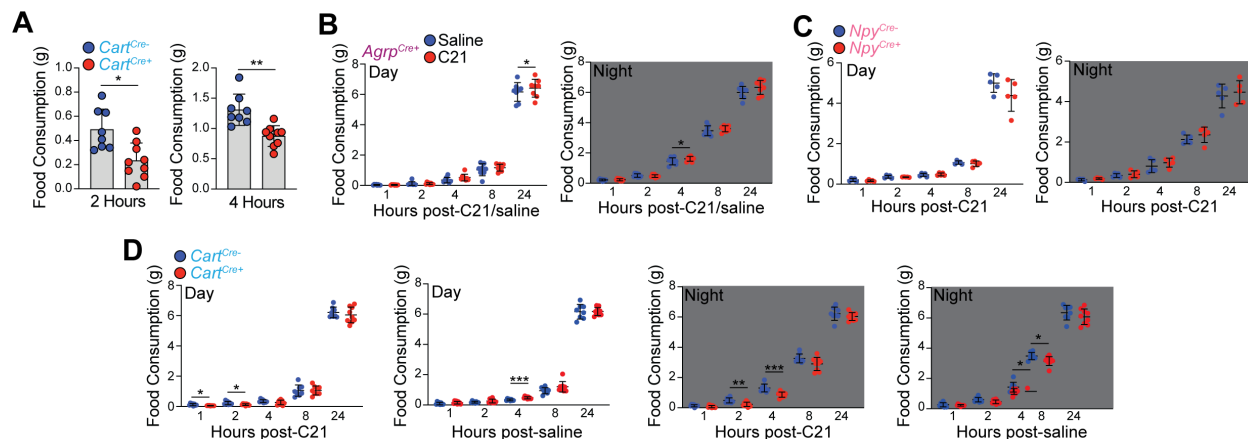 A
Cart^Cre-
Cart^Cre+
Food Consumption (g)
1.0
0.8
0.6
0.4
0.2
0.0
*
2 Hours
Food Consumption (g)
2.0
1.5
1.0
0.5
0.0
**
4 Hours
B
Agrp^Cre+
Saline
C21
Food Consumption (g)
Day
8
6
4
2
0
*
1 2 4 8 24
Hours post-C21/saline
Food Consumption (g)
Night
8
6
4
2
0
*
1 2 4 8 24
Hours post-C21/saline
C
Npy^Cre-
Npy^Cre+
Food Consumption (g)
Day
6
4
2
0
1 2 4 8 24
Hours post-C21
Food Consumption (g)
Night
6
4
2
0
1 2 4 8 24
Hours post-C21
D
Cart^Cre-
Cart^Cre+
Food Consumption (g)
Day
8
6
4
2
0
* *
1 2 4 8 24
Hours post-C21
Food Consumption (g)
Day
8
6
4
2
0
***
1 2 4 8 24
Hours post-saline
Food Consumption (g)
Night
8
6
4
2
0
** ***
1 2 4 8 24
Hours post-C21
Food Consumption (g)
Night
8
6
4
2
0
* *
1 2 4 8 24
Hours post-saline